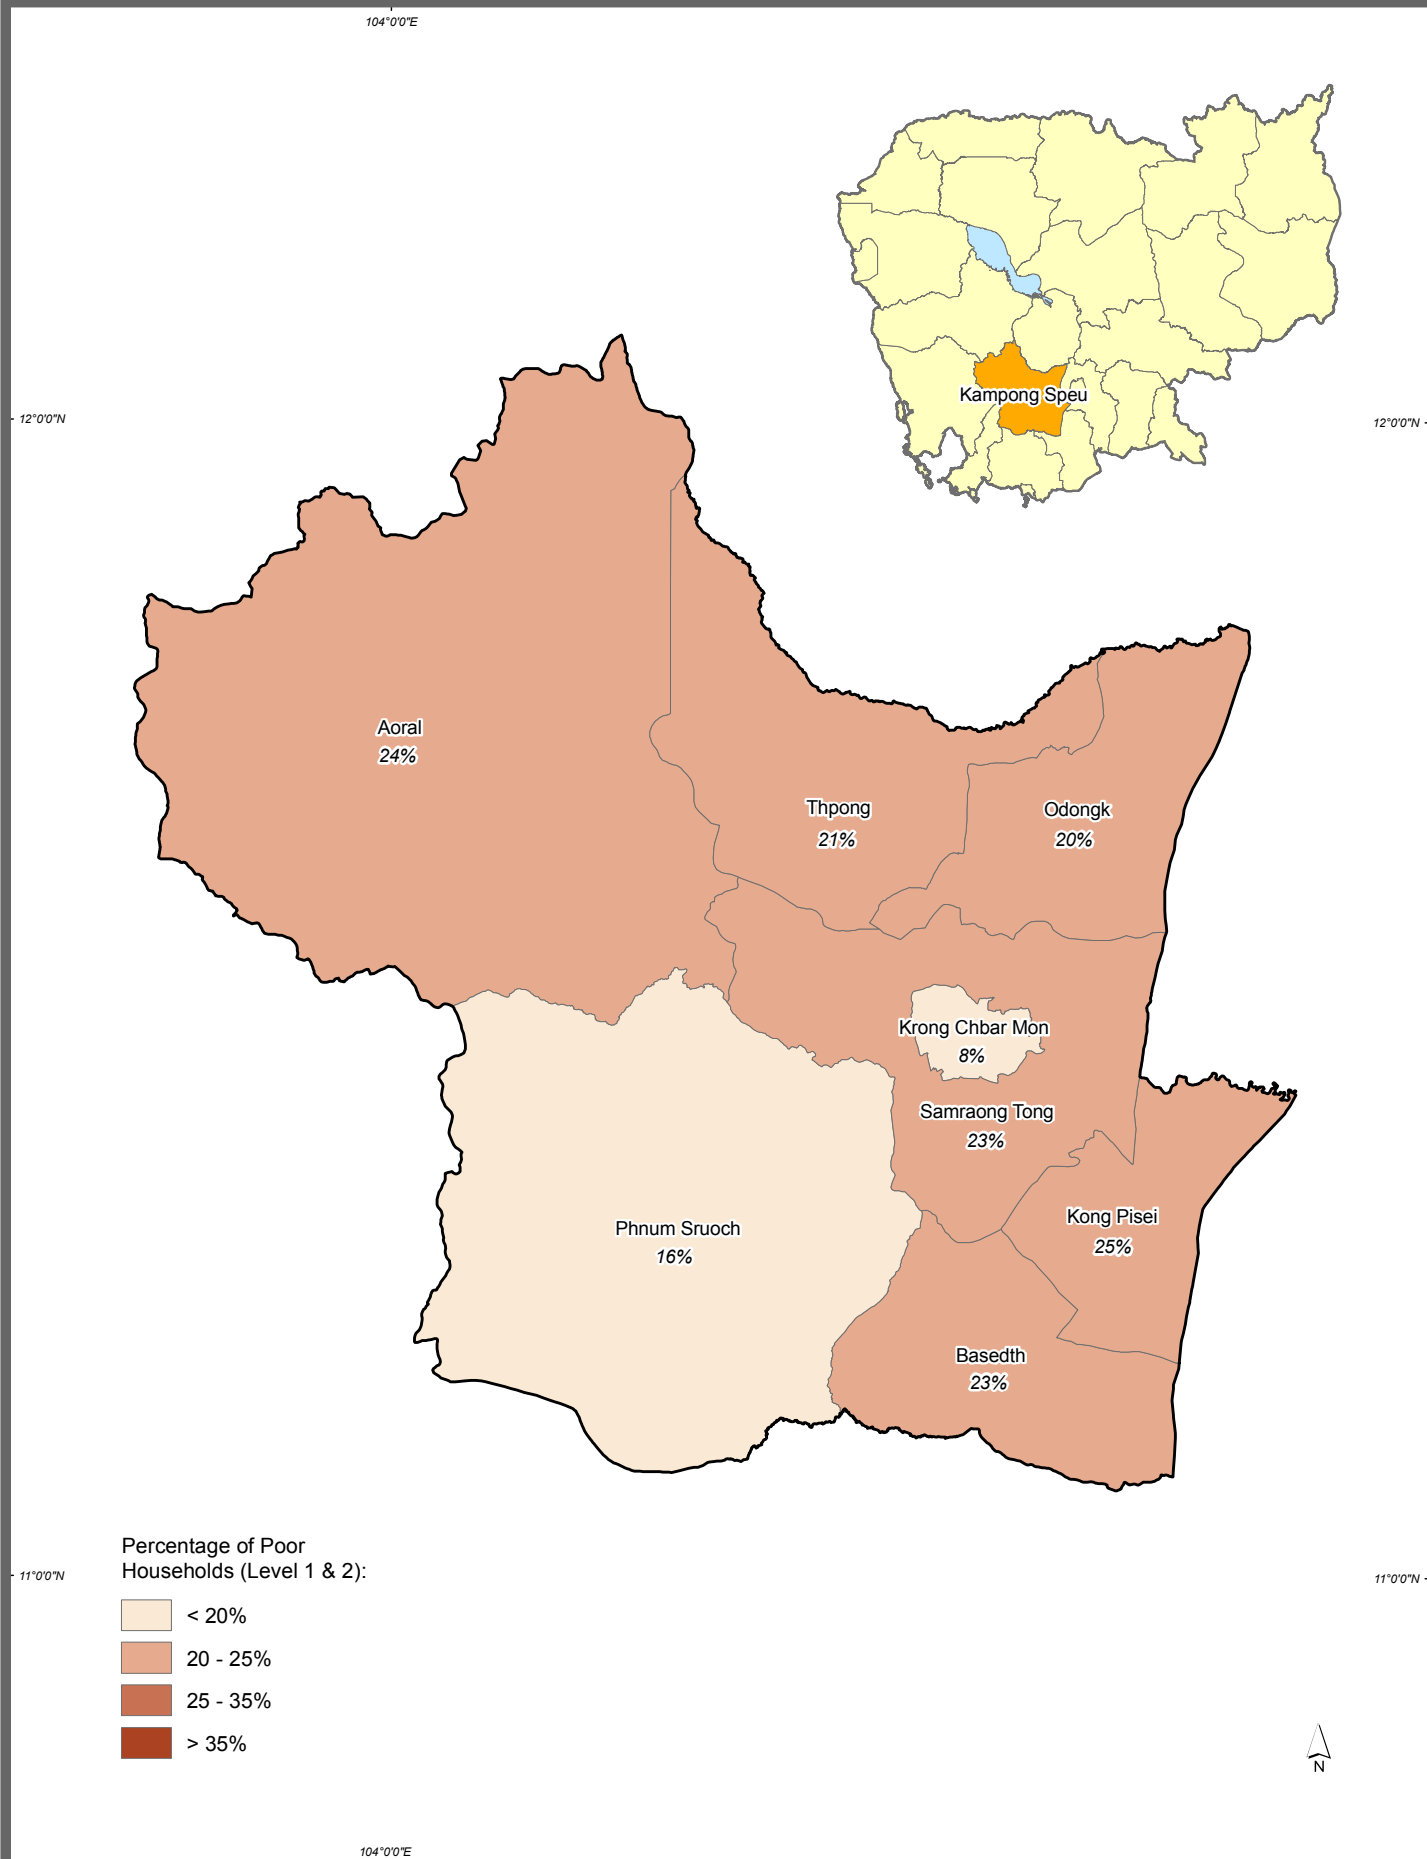 104°0'0"E
12°0'0"N
12°0'0"N
Kampong Speu
Aoral
24%
Thpong
21%
Odongk
20%
Krong Chbar Mon
8%
Samraong Tong
23%
Phnum Sruoch
16%
Kong Pisei
25%
Basedth
23%
Percentage of Poor
Households (Level 1 & 2):
< 20%
20 - 25%
25 - 35%
> 35%
11°0'0"N
11°0'0"N
N
104°0'0"E